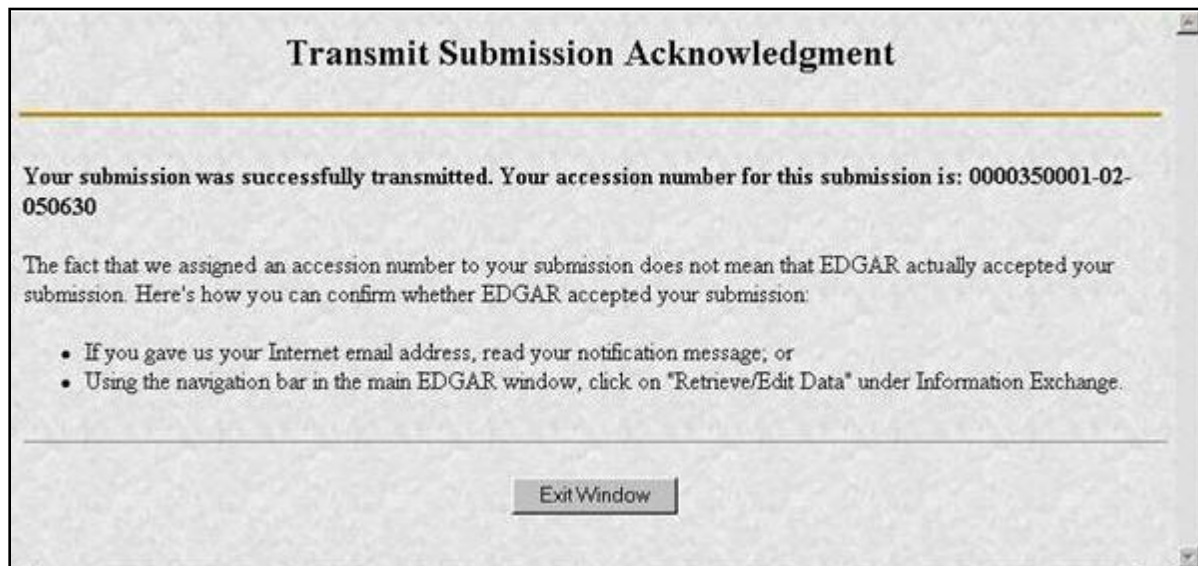 Transmit Submission Acknowledgment
Your submission was successfully transmitted. Your accession number for this submission is: 0000350001-02-
050630
The fact that we assigned an accession number to your submission does not mean that EDGAR actually accepted your
submission. Here's how you can confirm whether EDGAR accepted your submission:
• If you gave us your Internet email address, read your notification message; or
• Using the navigation bar in the main EDGAR window, click on "Retrieve/Edit Data" under Information Exchange.
Exit Window